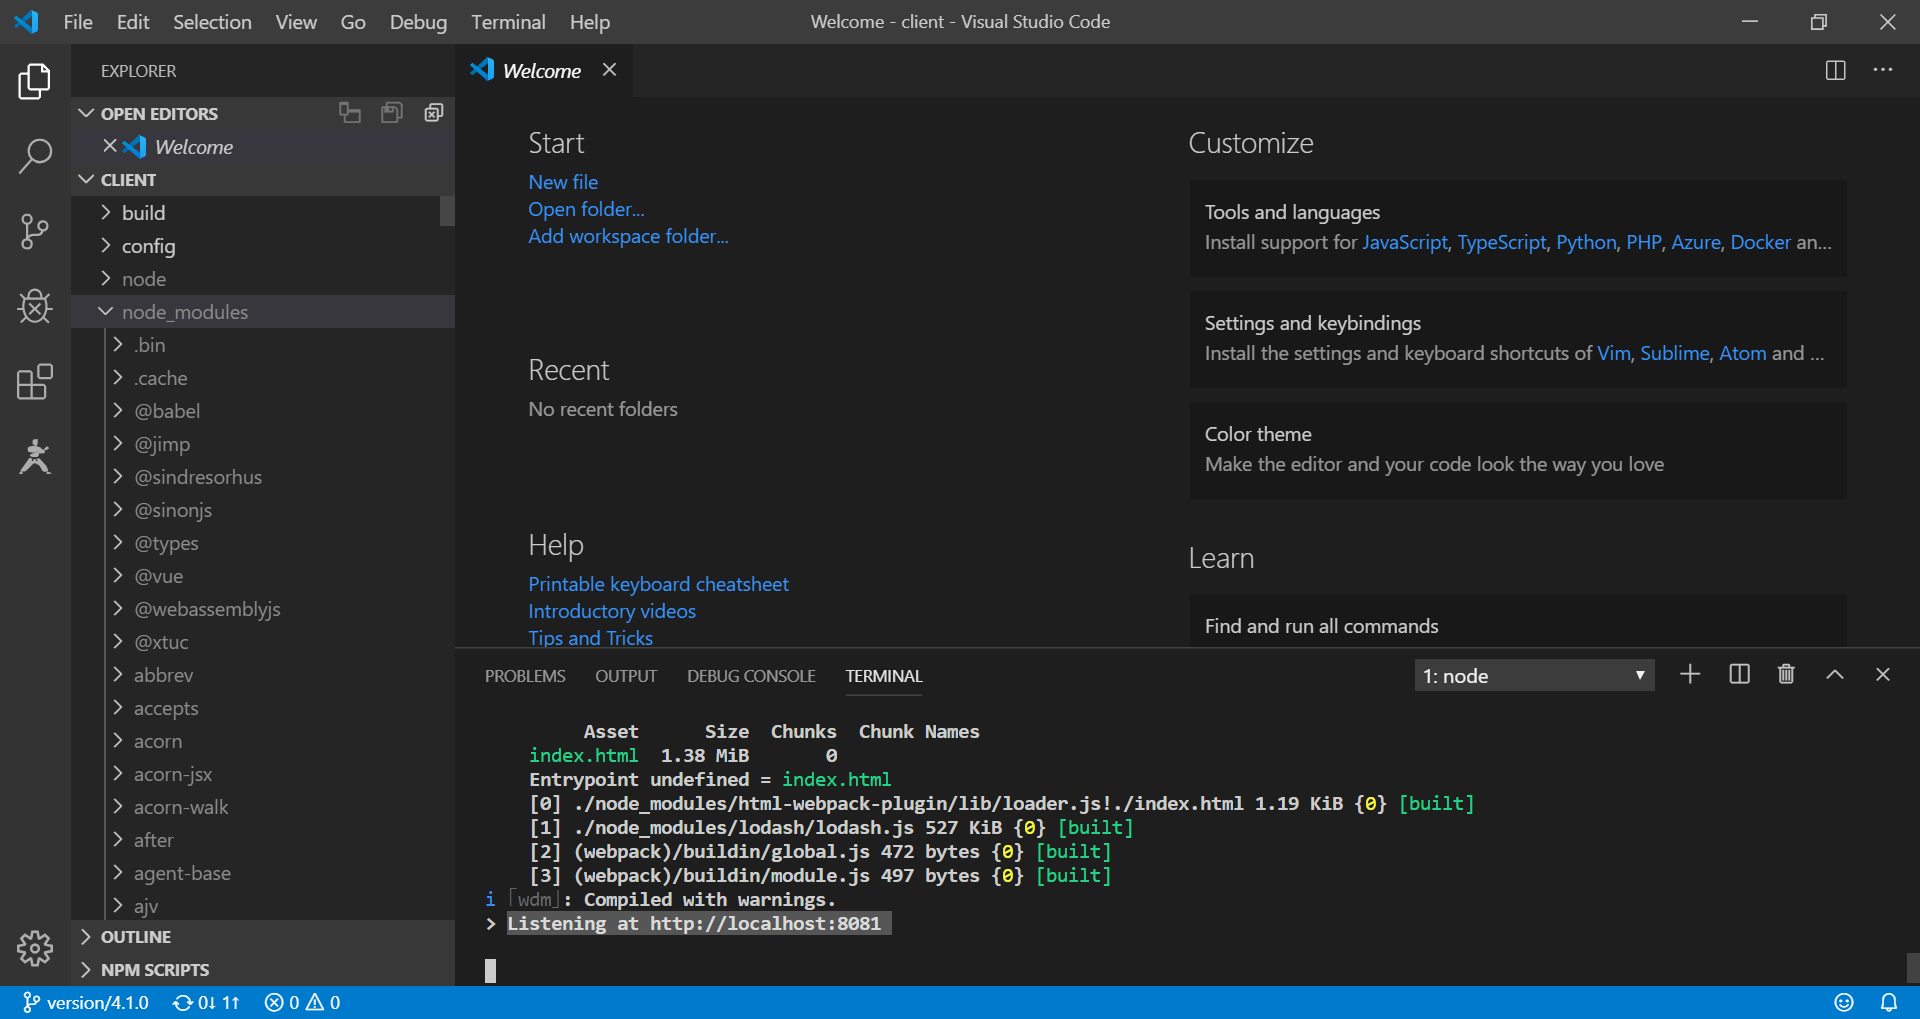 File Edit Selection View Go Debug Terminal Help
Welcome - client - Visual Studio Code
EXPLORER
OPEN EDITORS
Welcome
CLIENT
build
config
node
node_modules
.bin
.cache
@babel
@jimp
@sindresorhus
@sinonjs
@types
@vue
@webassemblyjs
@xtuc
abbrev
accepts
acorn
acorn-jsx
acorn-walk
after
agent-base
ajv
OUTLINE
NPM SCRIPTS
Welcome
Start
New file
Open folder...
Add workspace folder...
Recent
No recent folders
Help
Printable keyboard cheatsheet
Introductory videos
Tips and Tricks
Customize
Tools and languages
Install support for JavaScript, TypeScript, Python, PHP, Azure, Docker an...
Settings and keybindings
Install the settings and keyboard shortcuts of Vim, Sublime, Atom and ...
Color theme
Make the editor and your code look the way you love
Learn
Find and run all commands
PROBLEMS OUTPUT DEBUG CONSOLE TERMINAL
1: node
Asset Size Chunks Chunk Names
index.html 1.38 MiB 0
Entrypoint undefined = index.html
[0] ./node_modules/html-webpack-plugin/lib/loader.js!./index.html 1.19 KiB {0} [built]
[1] ./node_modules/lodash/lodash.js 527 KiB {0} [built]
[2] (webpack)/buildin/global.js 472 bytes {0} [built]
[3] (webpack)/buildin/module.js 497 bytes {0} [built]
i ｢wdm｣: Compiled with warnings.
> Listening at http://localhost:8081
version/4.1.0 0↓ 1↑ 0 0